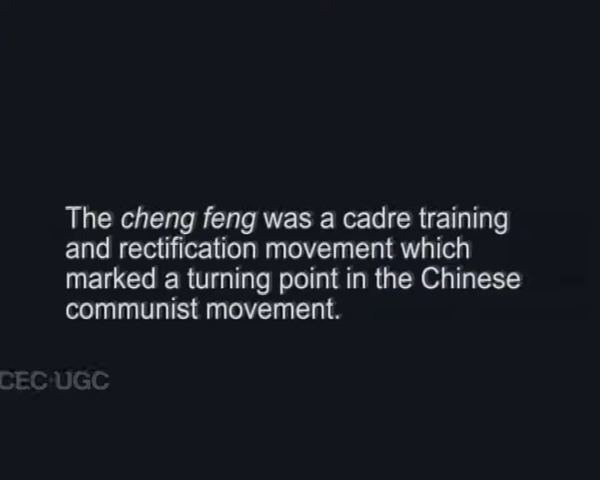 The cheng feng was a cadre training
and rectification movement which
marked a turning point in the Chinese
communist movement.
CEC-UGC